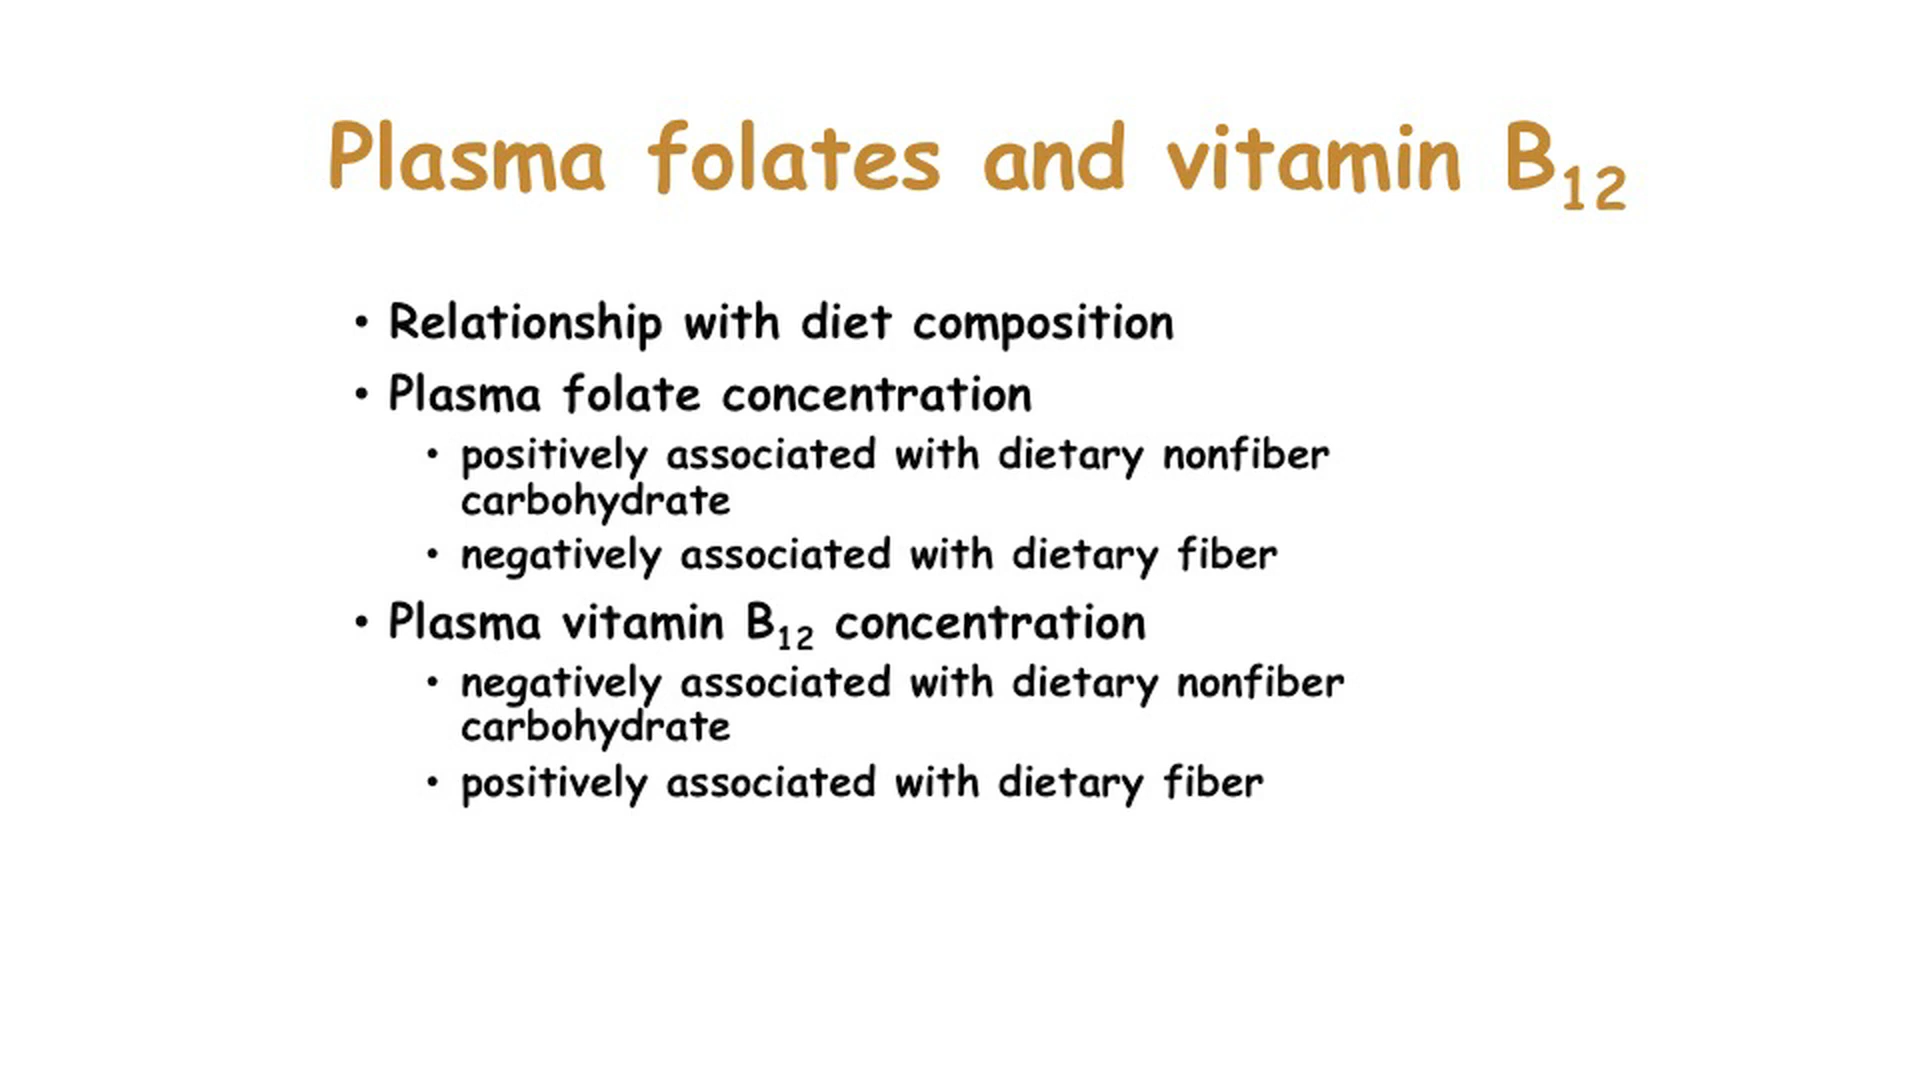 Plasma folates and vitamin B₁₂
• Relationship with diet composition
• Plasma folate concentration
• positively associated with dietary nonfiber
carbohydrate
• negatively associated with dietary fiber
• Plasma vitamin B₁₂ concentration
• negatively associated with dietary nonfiber
carbohydrate
• positively associated with dietary fiber